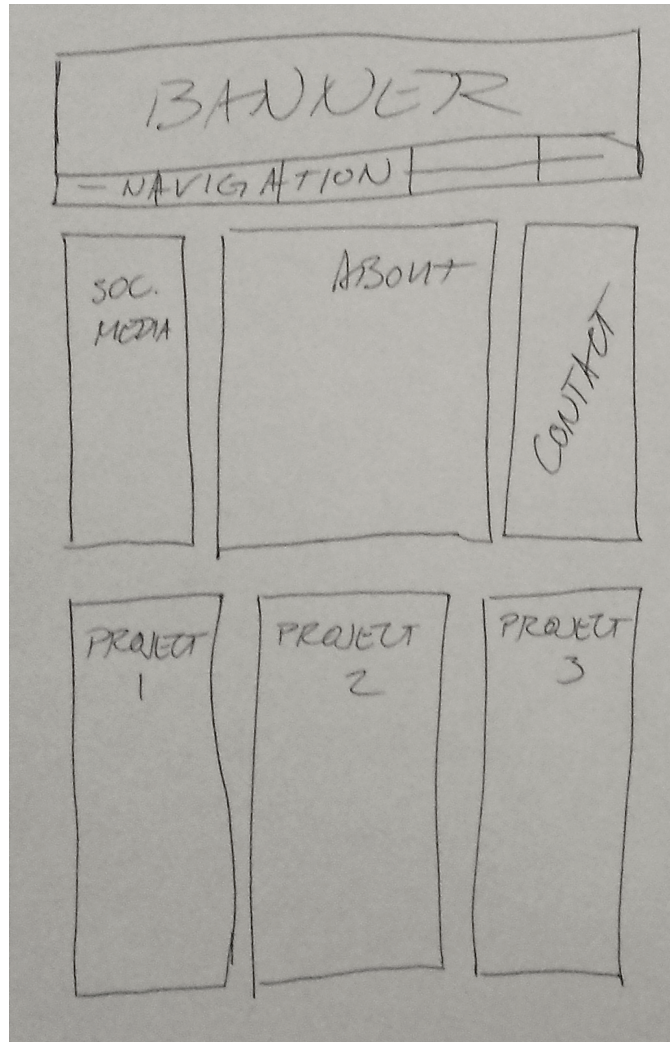 BANNER
- NAVIGATION
SOC.
MEDIA
ABOUT
CONTACT
PROJECT
1
PROJECT
2
PROJECT
3